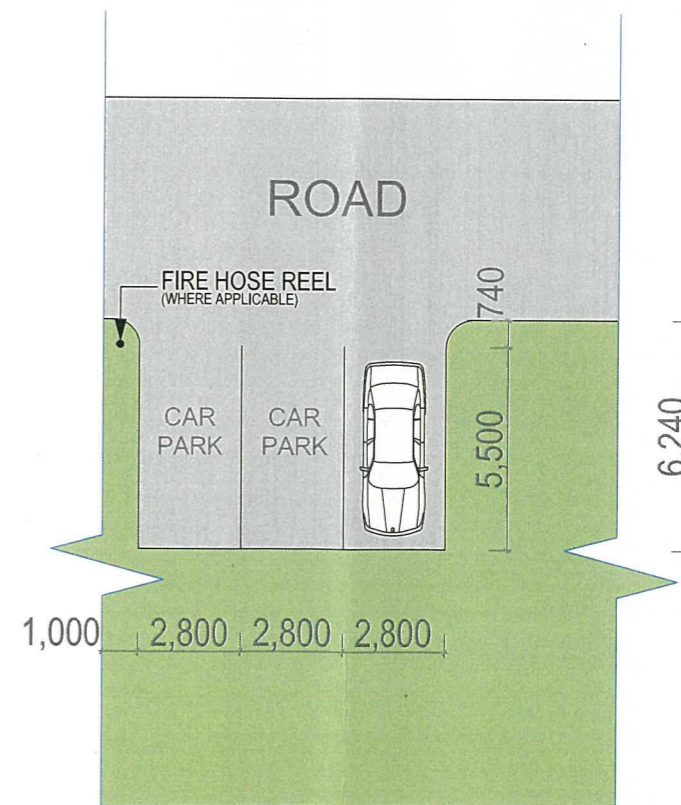 ROAD
FIRE HOSE REEL
(WHERE APPLICABLE)
740
CAR
PARK
CAR
PARK
5,500
6,240
1,000
2,800
2,800
2,800